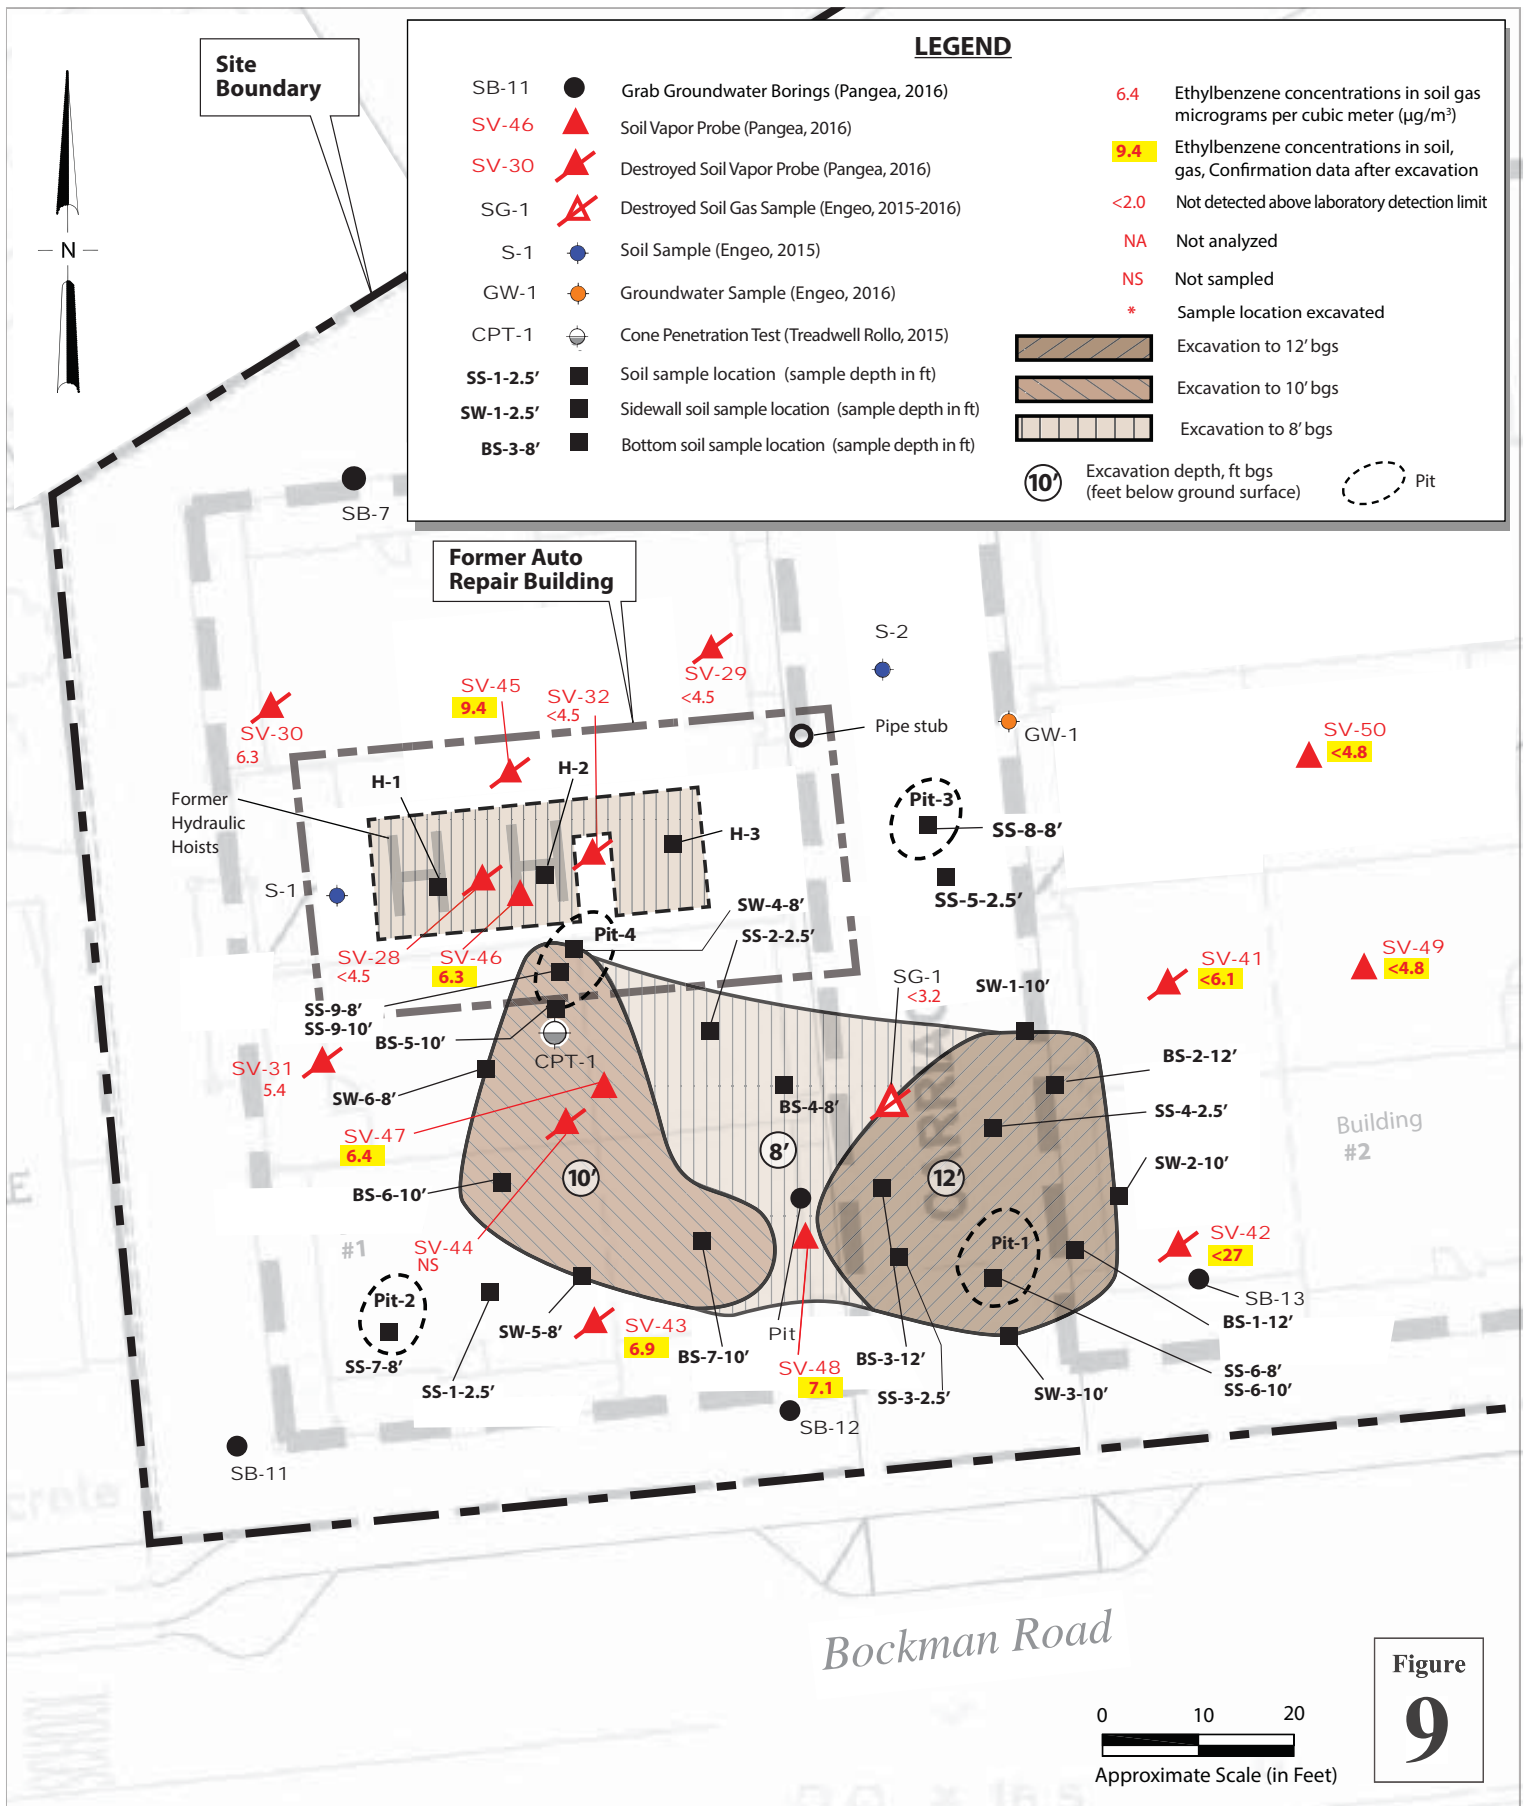 Site
Boundary
N
LEGEND
SB-11 Grab Groundwater Borings (Pangea, 2016)
SV-46 Soil Vapor Probe (Pangea, 2016)
SV-30 Destroyed Soil Vapor Probe (Pangea, 2016)
SG-1 Destroyed Soil Gas Sample (Engeo, 2015-2016)
S-1 Soil Sample (Engeo, 2015)
GW-1 Groundwater Sample (Engeo, 2016)
CPT-1 Cone Penetration Test (Treadwell Rollo, 2015)
SS-1-2.5’ Soil sample location (sample depth in ft)
SW-1-2.5’ Sidewall soil sample location (sample depth in ft)
BS-3-8’ Bottom soil sample location (sample depth in ft)
6.4 Ethylbenzene concentrations in soil gas
micrograms per cubic meter (µg/m³)
9.4 Ethylbenzene concentrations in soil,
gas, Confirmation data after excavation
<2.0 Not detected above laboratory detection limit
NA Not analyzed
NS Not sampled
* Sample location excavated
Excavation to 12’ bgs
Excavation to 10’ bgs
Excavation to 8’ bgs
10’ Excavation depth, ft bgs
(feet below ground surface)
Pit
SB-7
Former Auto
Repair Building
S-2
SV-29
<4.5
SV-45
9.4
SV-32
<4.5
SV-30
6.3
Pipe stub
GW-1
SV-50
<4.8
H-1
H-2
H-3
Former
Hydraulic
Hoists
Pit-3
SS-8-8’
SS-5-2.5’
S-1
SW-4-8’
Pit-4
SS-2-2.5’
SV-28
<4.5
SV-46
6.3
SG-1
<3.2
SW-1-10’
SV-41
<6.1
SV-49
<4.8
SS-9-8’
SS-9-10’
BS-5-10’
CPT-1
SV-31
5.4
SW-6-8’
BS-4-8’
BS-2-12’
SS-4-2.5’
SV-47
6.4
8’
10’
12’
SW-2-10’
Building
#2
BS-6-10’
#1
SV-44
NS
Pit-1
SV-42
<27
SB-13
Pit-2
SS-7-8’
SS-1-2.5’
SW-5-8’
SV-43
6.9
BS-7-10’
Pit
SV-48
7.1
BS-3-12’
SS-3-2.5’
SW-3-10’
BS-1-12’
SS-6-8’
SS-6-10’
SB-12
SB-11
crete
Bockman Road
0 10 20
Approximate Scale (in Feet)
Figure
9